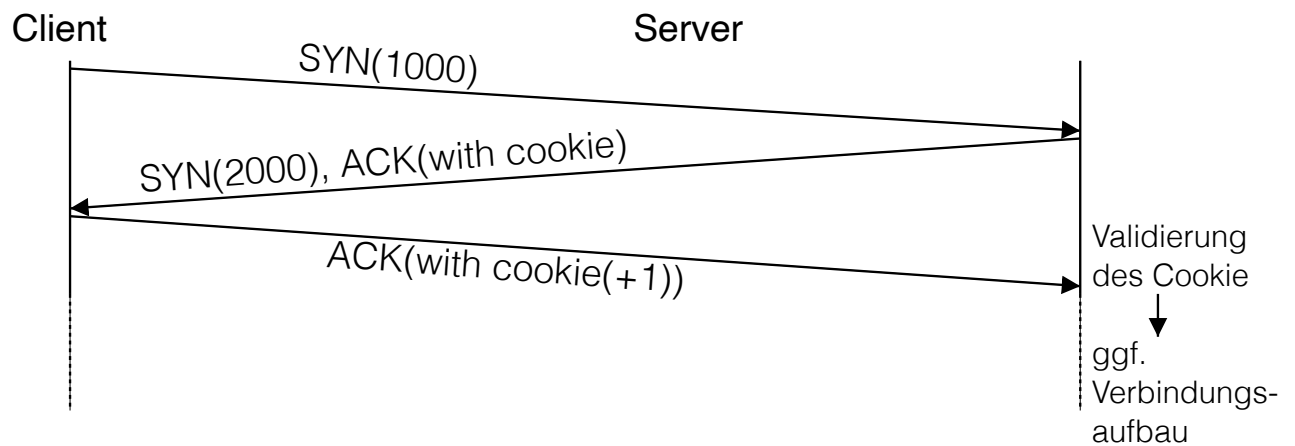 Client
Server
SYN(1000)
SYN(2000), ACK(with cookie)
ACK(with cookie(+1))
Validierung
des Cookie
ggf.
Verbindungs-
aufbau